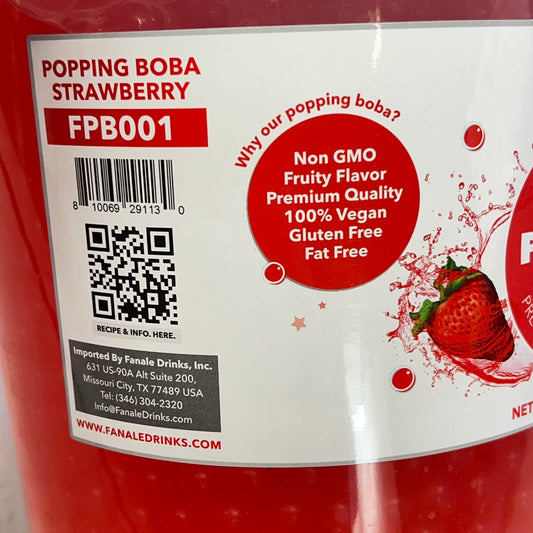 POPPING BOBA
STRAWBERRY
FPB001
8 10069 29113 0
RECIPE & INFO. HERE.
Imported By Fanale Drinks, Inc.
631 US-90A Alt Suite 200,
Missouri City, TX 77489 USA
Tel: (346) 304-2320
Info@FanaleDrinks.com
WWW.FANALEDRINKS.COM
Why our popping boba?
Non GMO
Fruity Flavor
Premium Quality
100% Vegan
Gluten Free
Fat Free
NET